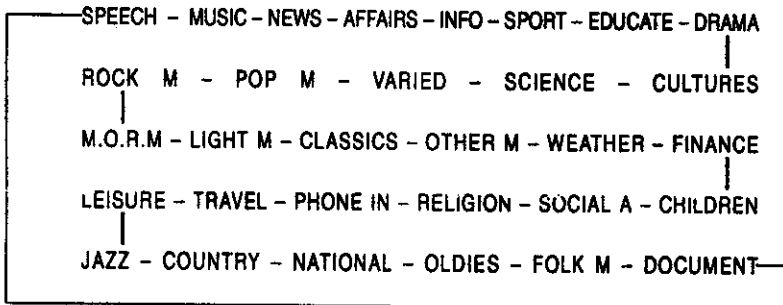 SPEECH – MUSIC – NEWS – AFFAIRS – INFO – SPORT – EDUCATE – DRAMA
ROCK M – POP M – VARIED – SCIENCE – CULTURES
M.O.R.M – LIGHT M – CLASSICS – OTHER M – WEATHER – FINANCE
LEISURE – TRAVEL – PHONE IN – RELIGION – SOCIAL A – CHILDREN
JAZZ – COUNTRY – NATIONAL – OLDIES – FOLK M – DOCUMENT